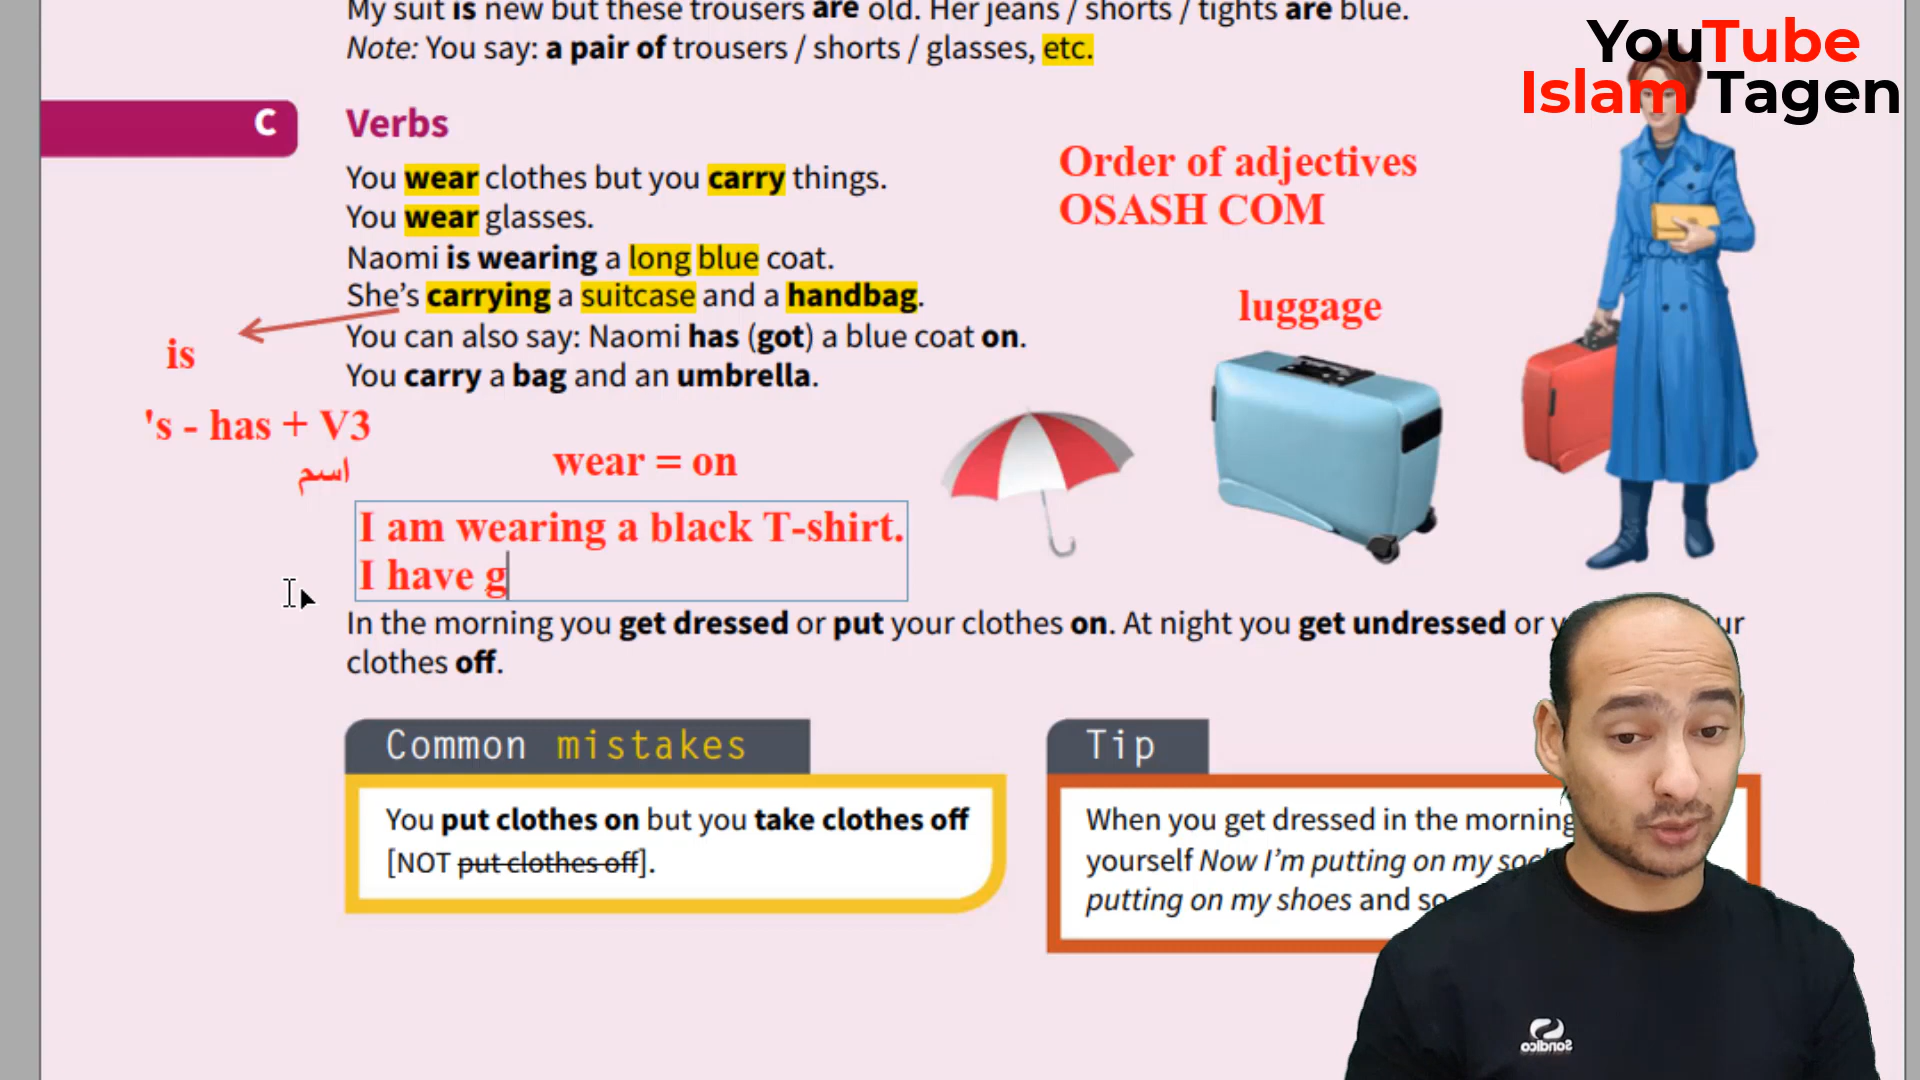 My suit is new but these trousers are old. Her jeans / shorts / tights are blue.
Note: You say: a pair of trousers / shorts / glasses, etc.
YouTube
Islam Tagen
C
Verbs
You wear clothes but you carry things.
You wear glasses.
Naomi is wearing a long blue coat.
She's carrying a suitcase and a handbag.
You can also say: Naomi has (got) a blue coat on.
You carry a bag and an umbrella.
Order of adjectives
OSASH COM
luggage
is
's - has + V3
اسم
wear = on
I am wearing a black T-shirt.
I have g
In the morning you get dressed or put your clothes on. At night you get undressed or
clothes off.
Common mistakes
You put clothes on but you take clothes off
[NOT put clothes off].
Tip
When you get dressed in the morning
yourself Now I'm putting on my
putting on my shoes and so
Sondico